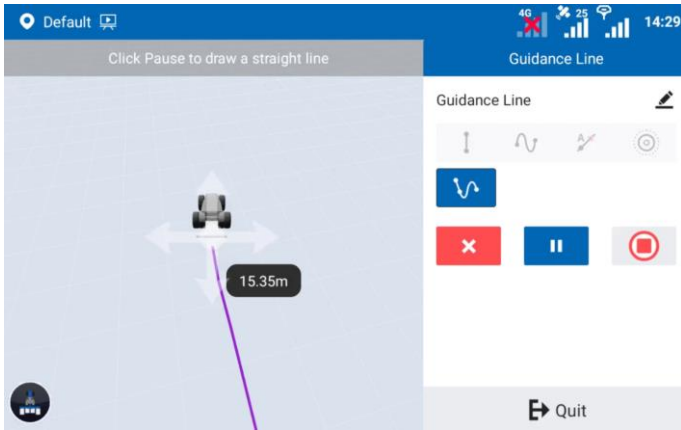 Default
4G
25
14:29
Click Pause to draw a straight line
Guidance Line
Guidance Line
A
15.35m
Quit